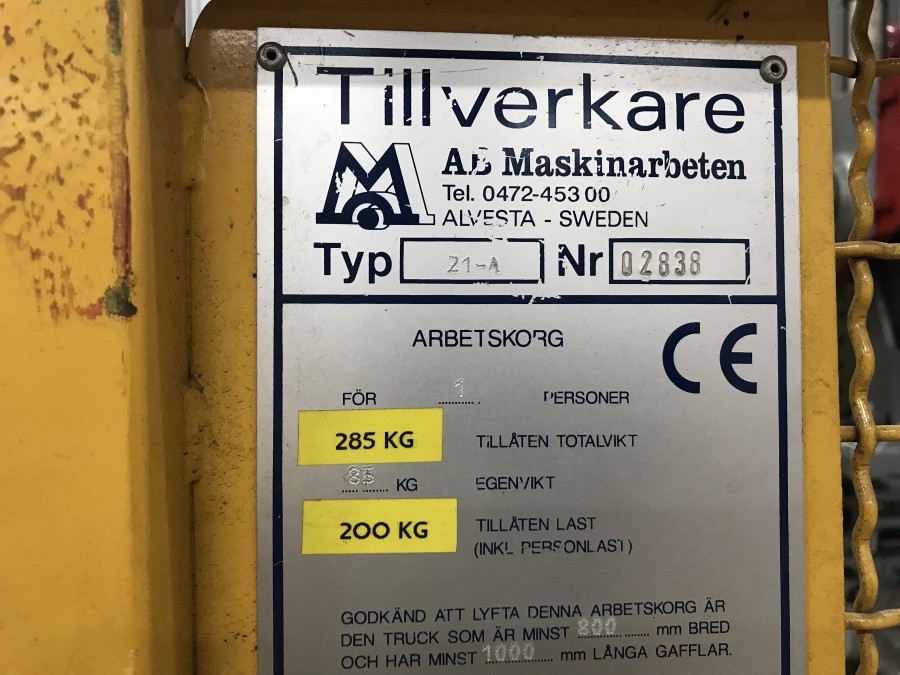 Tillverkare
AB Maskinarbeten
Tel. 0472-453 00
ALVESTA - SWEDEN
Typ 21-A Nr 02838
ARBETSKORG
CE
FÖR 1 PERSONER
285 KG TILLÅTEN TOTALVIKT
85 KG EGENVIKT
200 KG TILLÅTEN LAST
(INKL PERSONLAST)
GODKÄND ATT LYFTA DENNA ARBETSKORG ÄR
DEN TRUCK SOM ÄR MINST 800 mm BRED
OCH HAR MINST 1000 mm LÅNGA GAFFLAR.